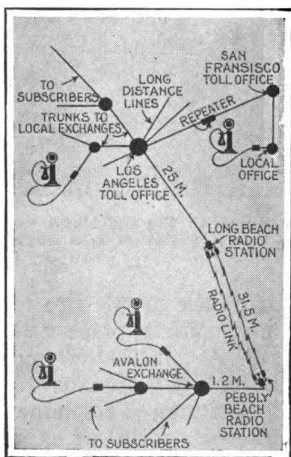 SAN
FRANSISCO
TOLL OFFICE
TO
SUBSCRIBERS
LONG
DISTANCE
LINES
REPEATER
TRUNKS TO
LOCAL EXCHANGES
LOCAL
OFFICE
LOS
ANGELES
TOLL OFFICE
25 M.
LONG BEACH
RADIO
STATION
31.5 M.
RADIO LINK
AVALON
EXCHANGE
1.2 M.
PEBBLY
BEACH
RADIO
STATION
TO SUBSCRIBERS